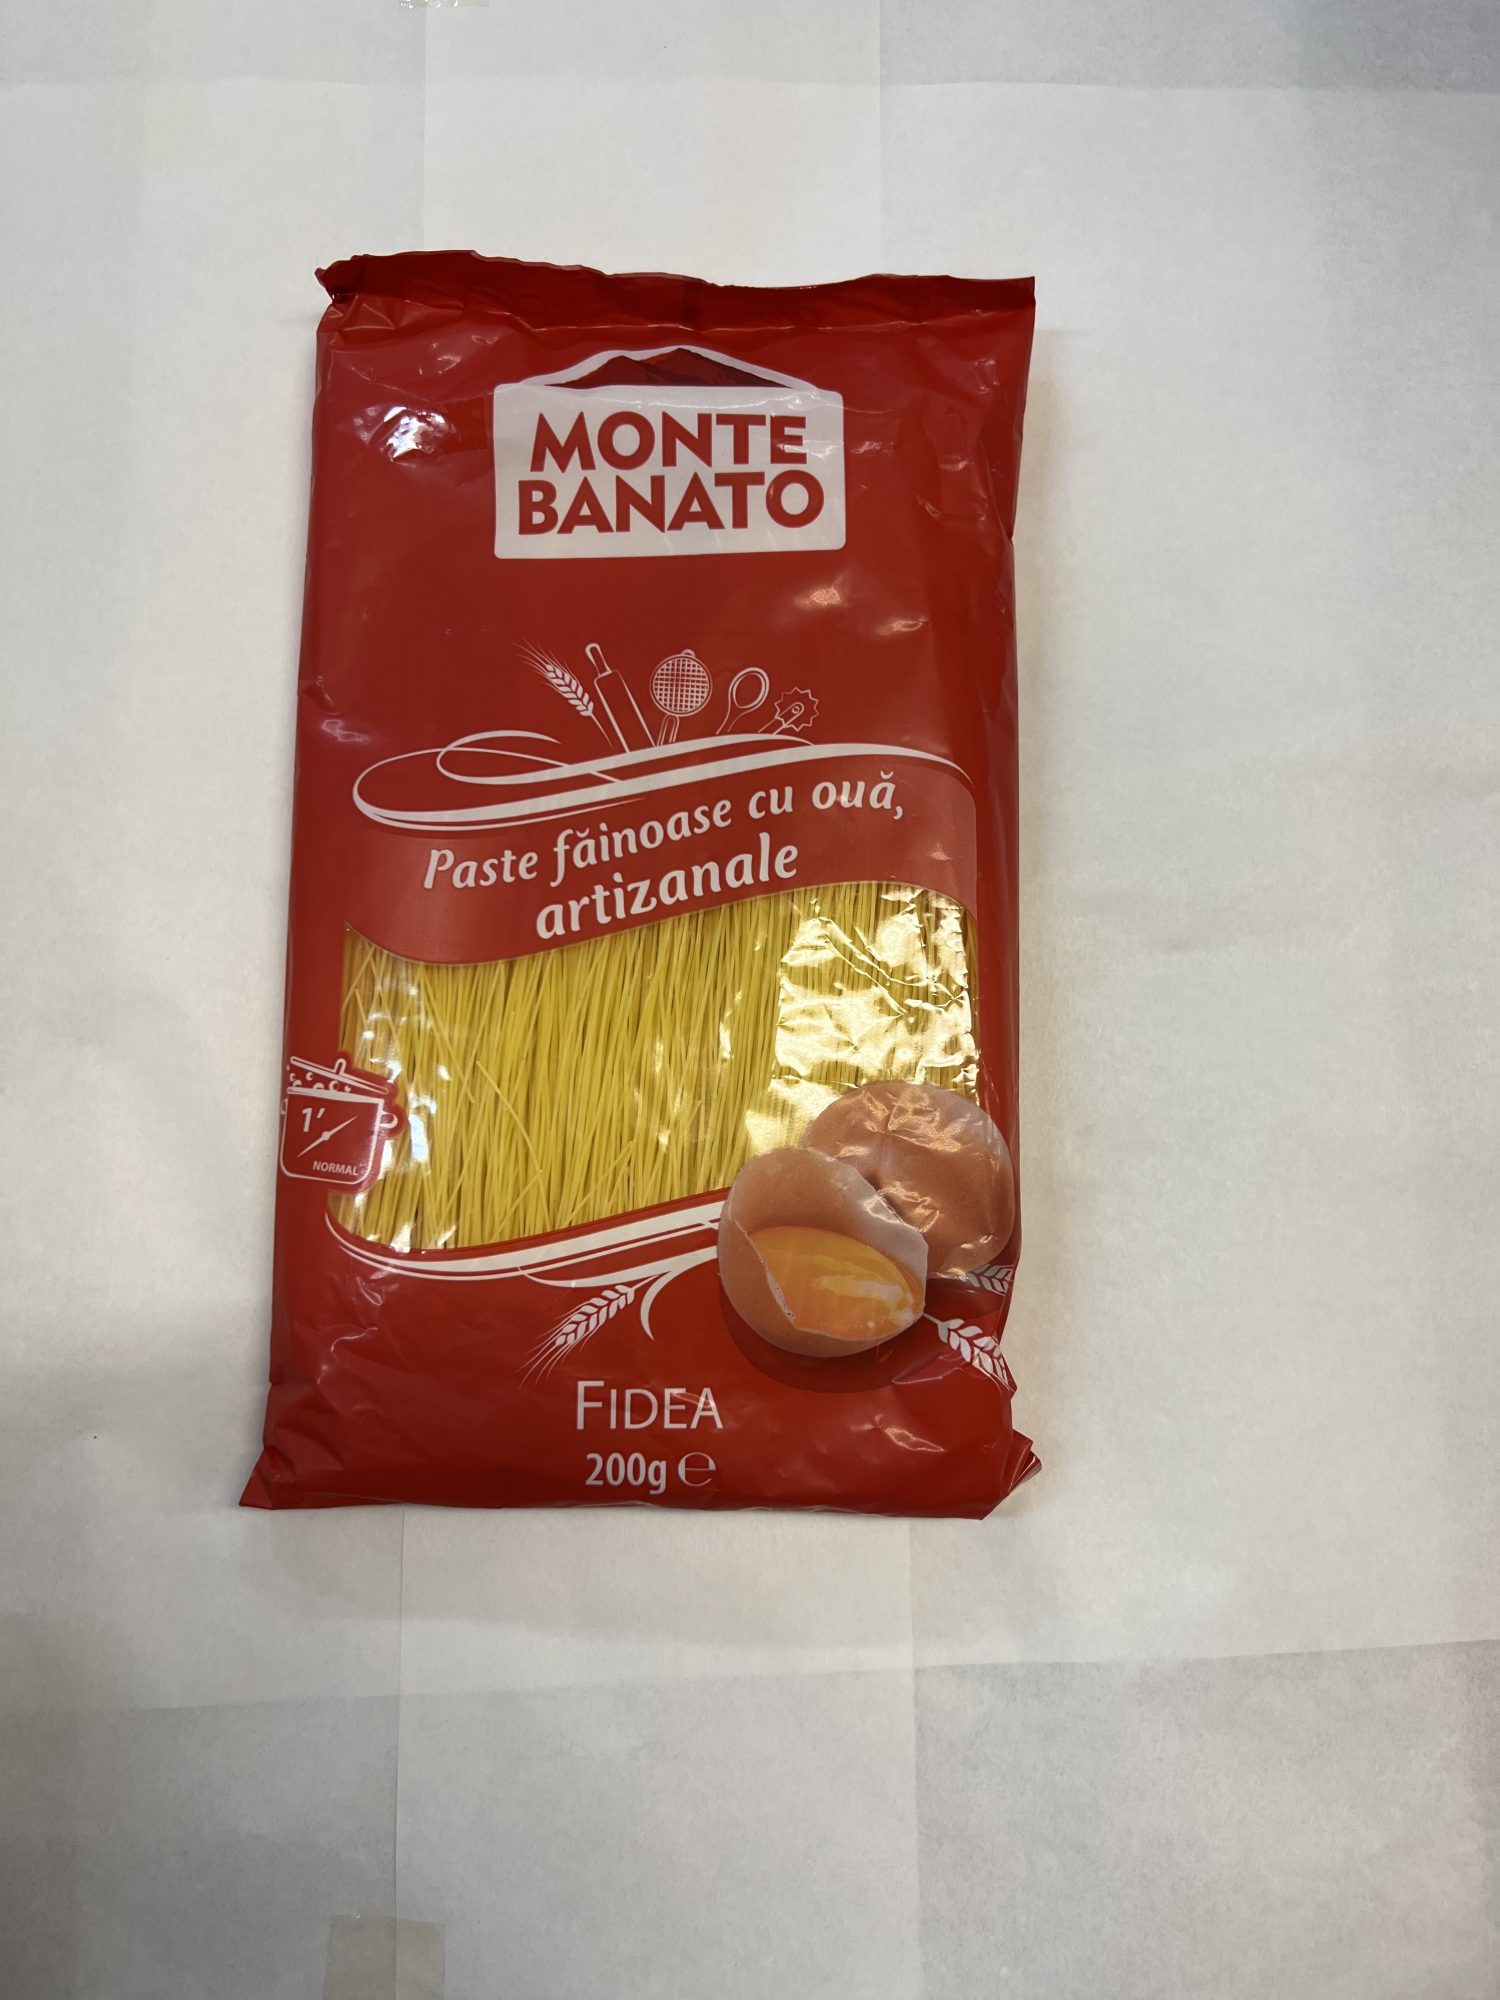 MONTE
BANATO
Paste făinoase cu ouă,
artizanale
1'
NORMAL
FIDEA
200g ℮